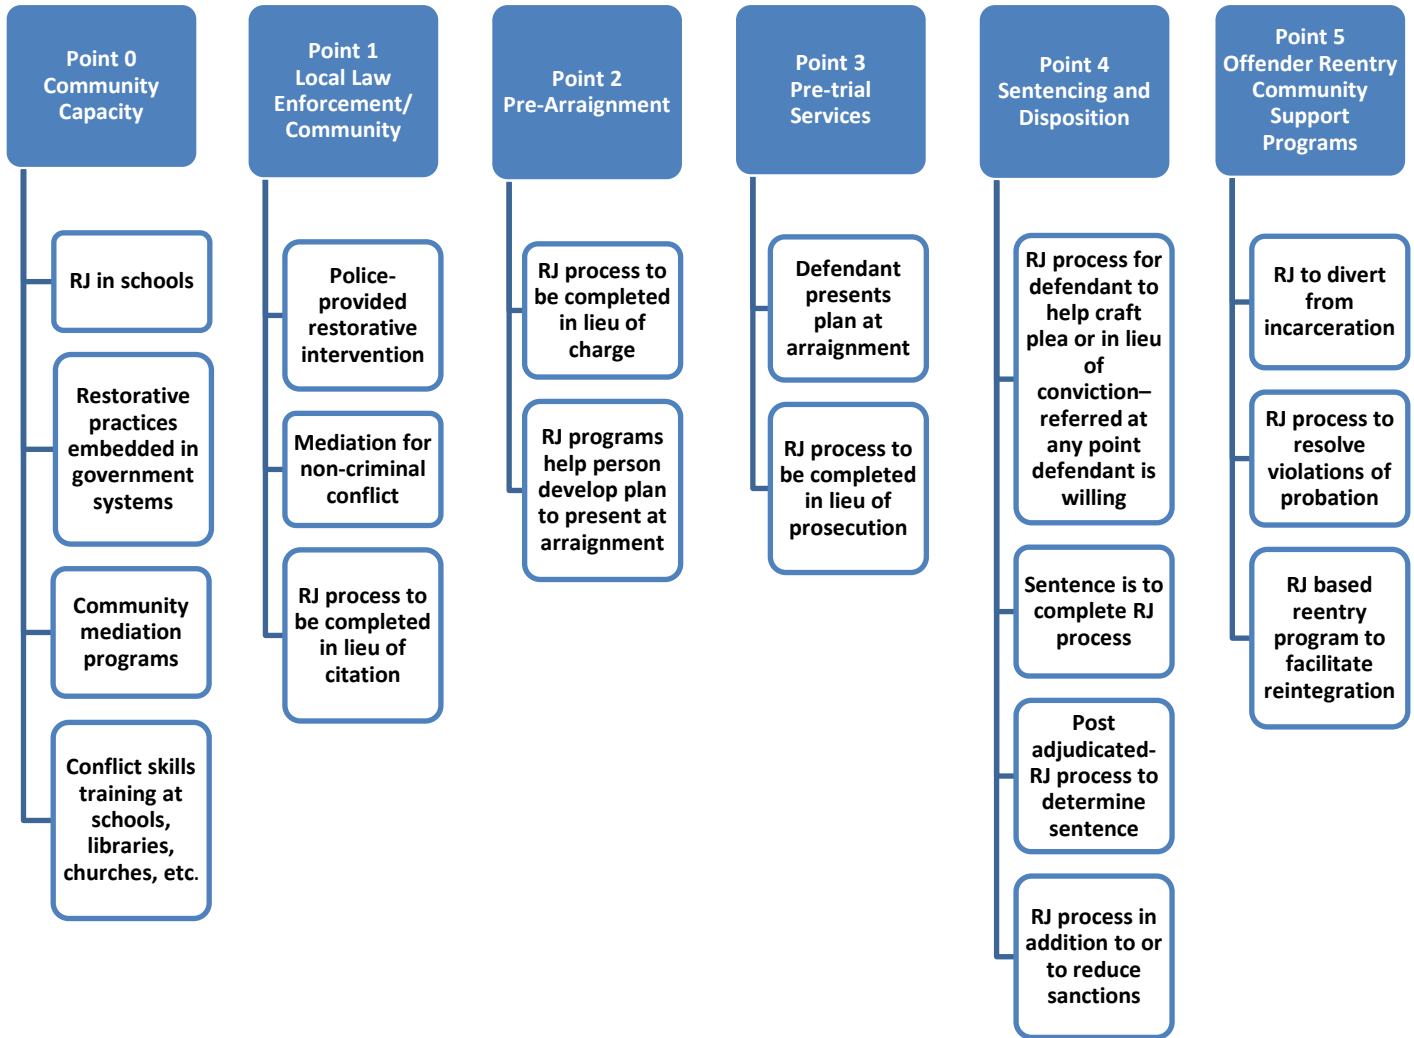 Point 0
Community
Capacity
RJ in schools
Restorative
practices
embedded in
government
systems
Community
mediation
programs
Conflict skills
training at
schools,
libraries,
churches, etc.
Point 1
Local Law
Enforcement/
Community
Police-
provided
restorative
intervention
Mediation for
non-criminal
conflict
RJ process to
be completed
in lieu of
citation
Point 2
Pre-Arraignment
RJ process to
be completed
in lieu of
charge
RJ programs
help person
develop plan
to present at
arraignment
Point 3
Pre-trial
Services
Defendant
presents
plan at
arraignment
RJ process to
be completed
in lieu of
prosecution
Point 4
Sentencing and
Disposition
RJ process for
defendant to
help craft
plea or in lieu
of
conviction–
referred at
any point
defendant is
willing
Sentence is to
complete RJ
process
Post
adjudicated-
RJ process to
determine
sentence
RJ process in
addition to or
to reduce
sanctions
Point 5
Offender Reentry
Community
Support
Programs
RJ to divert
from
incarceration
RJ process to
resolve
violations of
probation
RJ based
reentry
program to
facilitate
reintegration